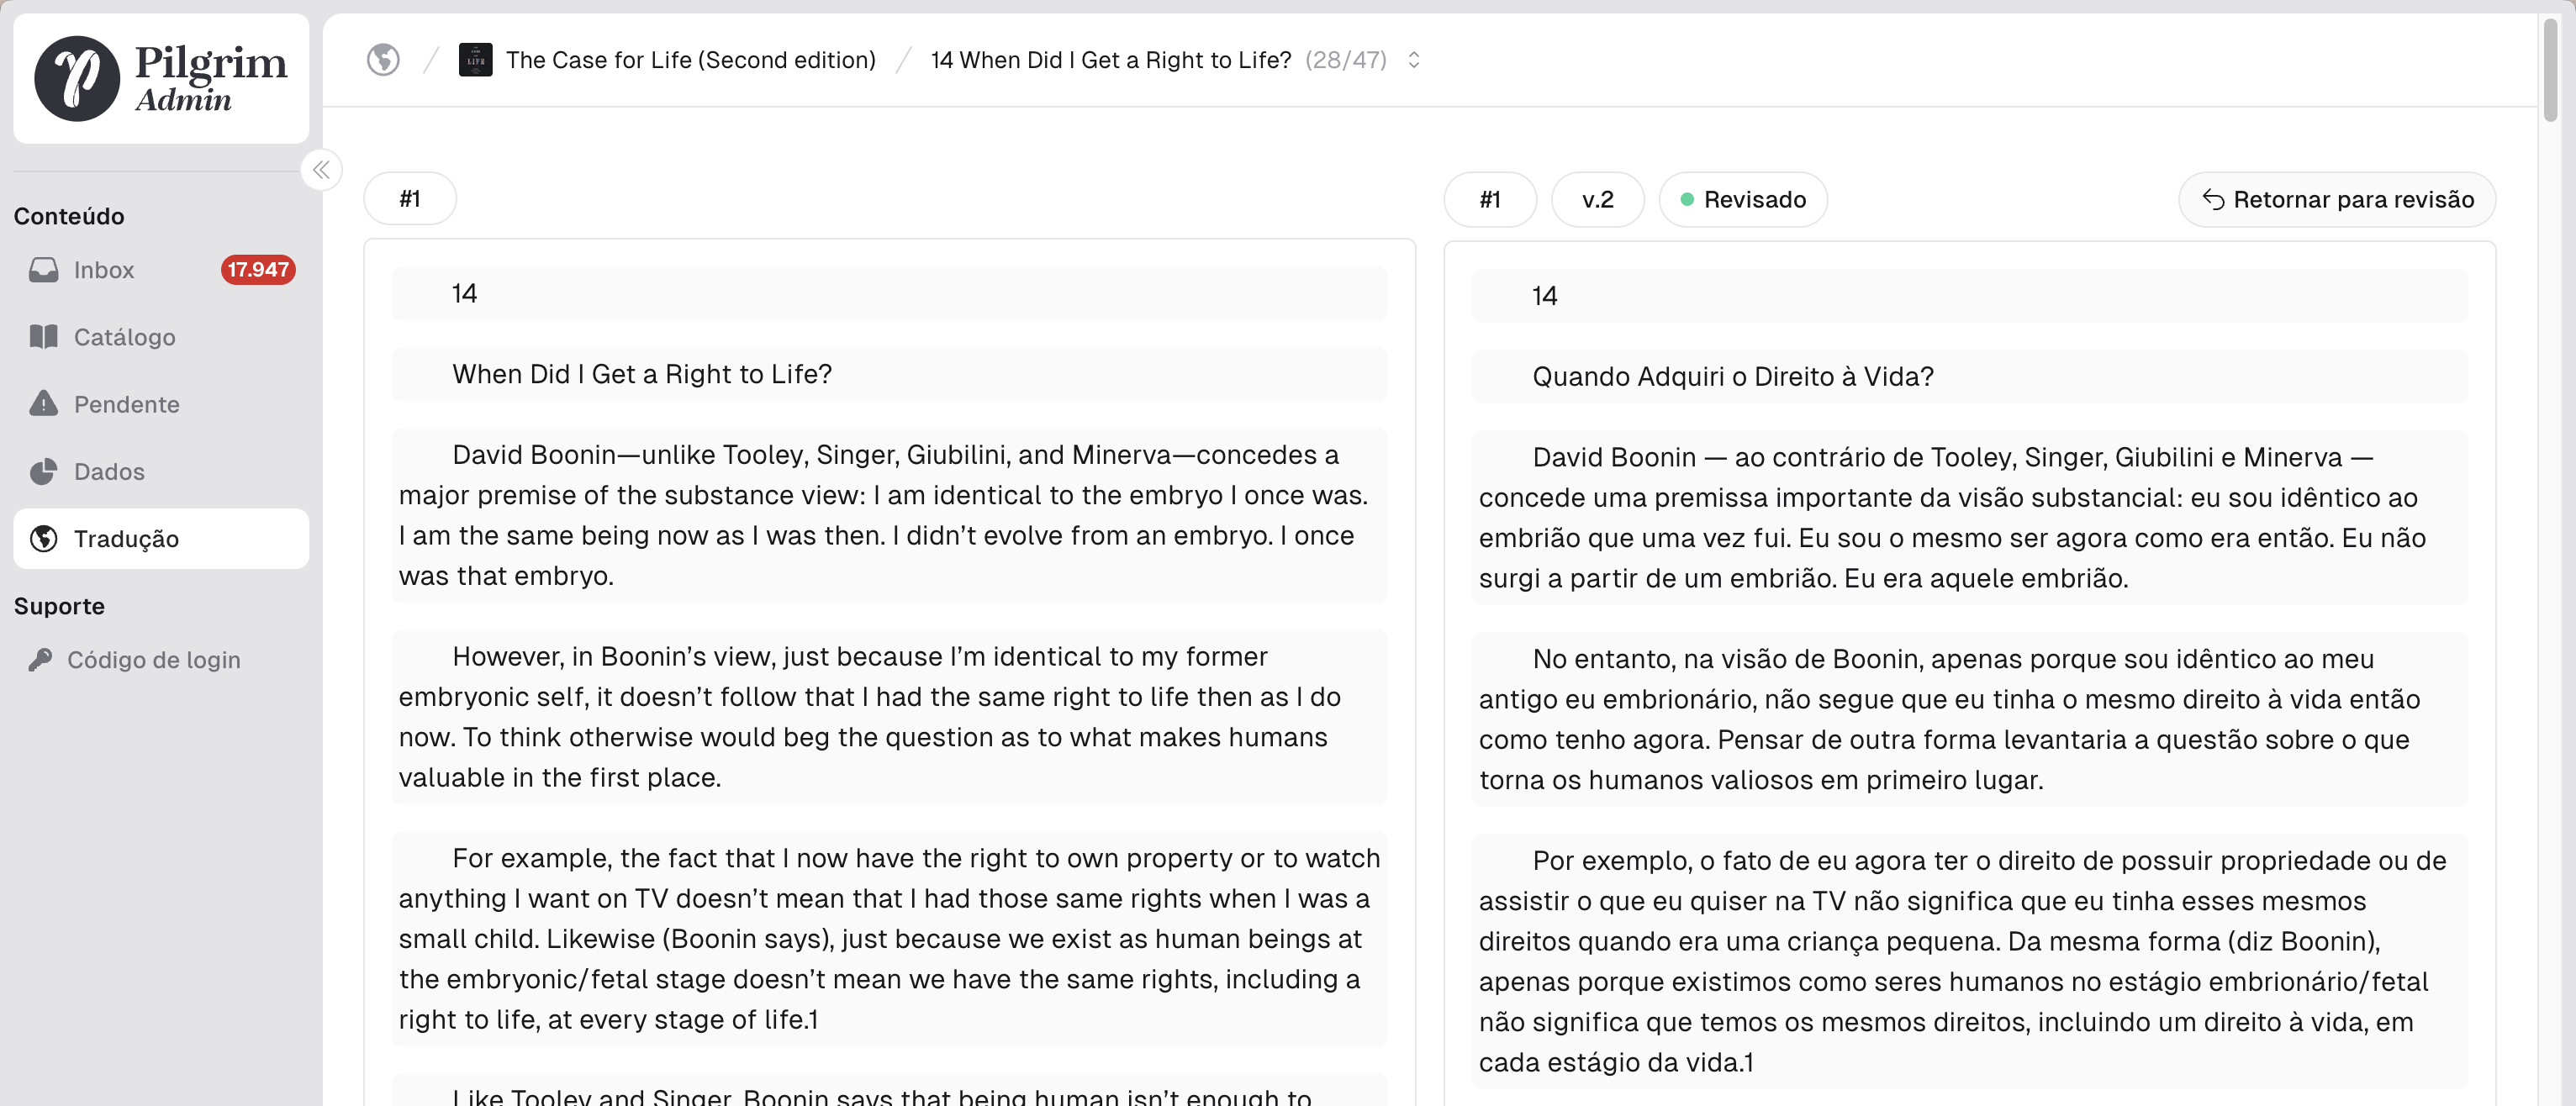 Pilgrim
Admin
Conteúdo
Inbox 17.947
Catálogo
Pendente
Dados
Tradução
Suporte
Código de login
/ The Case for Life (Second edition) / 14 When Did I Get a Right to Life? (28/47)
#1
14
When Did I Get a Right to Life?
David Boonin—unlike Tooley, Singer, Giubilini, and Minerva—concedes a
major premise of the substance view: I am identical to the embryo I once was.
I am the same being now as I was then. I didn’t evolve from an embryo. I once
was that embryo.
However, in Boonin’s view, just because I’m identical to my former
embryonic self, it doesn’t follow that I had the same right to life then as I do
now. To think otherwise would beg the question as to what makes humans
valuable in the first place.
For example, the fact that I now have the right to own property or to watch
anything I want on TV doesn’t mean that I had those same rights when I was a
small child. Likewise (Boonin says), just because we exist as human beings at
the embryonic/fetal stage doesn’t mean we have the same rights, including a
right to life, at every stage of life.1
Like Tooley and Singer, Boonin says that being human isn’t enough to
#1 v.2 Revisado Retornar para revisão
14
Quando Adquiri o Direito à Vida?
David Boonin — ao contrário de Tooley, Singer, Giubilini e Minerva —
concede uma premissa importante da visão substancial: eu sou idêntico ao
embrião que uma vez fui. Eu sou o mesmo ser agora como era então. Eu não
surgi a partir de um embrião. Eu era aquele embrião.
No entanto, na visão de Boonin, apenas porque sou idêntico ao meu
antigo eu embrionário, não segue que eu tinha o mesmo direito à vida então
como tenho agora. Pensar de outra forma levantaria a questão sobre o que
torna os humanos valiosos em primeiro lugar.
Por exemplo, o fato de eu agora ter o direito de possuir propriedade ou de
assistir o que eu quiser na TV não significa que eu tinha esses mesmos
direitos quando era uma criança pequena. Da mesma forma (diz Boonin),
apenas porque existimos como seres humanos no estágio embrionário/fetal
não significa que temos os mesmos direitos, incluindo um direito à vida, em
cada estágio da vida.1